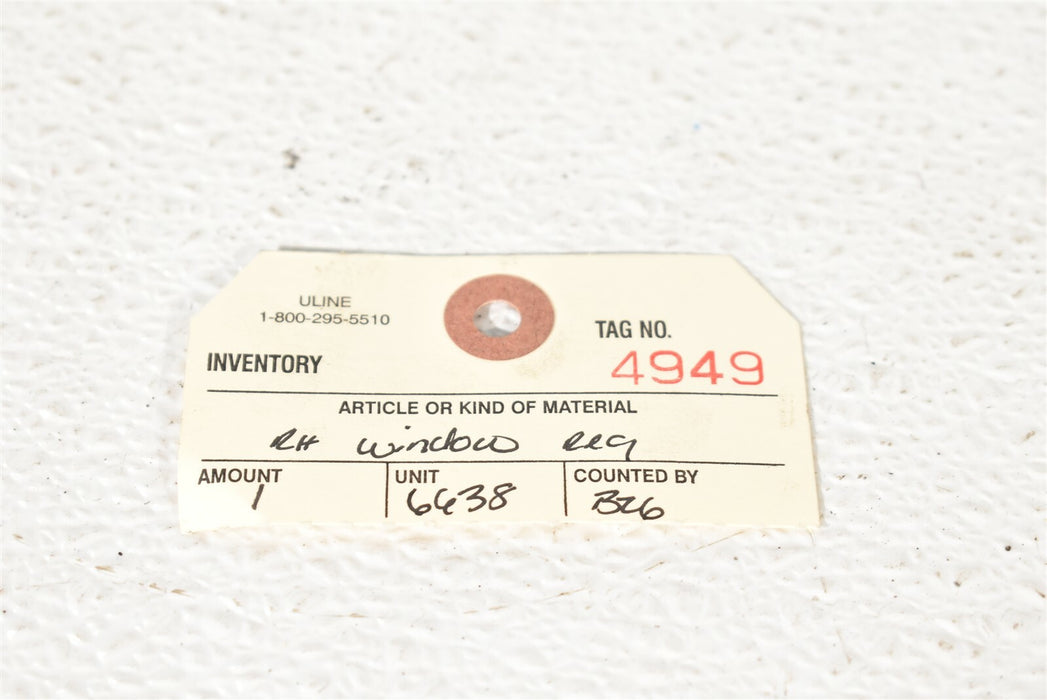 ULINE
1-800-295-5510
TAG NO.
INVENTORY
4949
ARTICLE OR KIND OF MATERIAL
RH window reg
AMOUNT UNIT COUNTED BY
1 6638 BZ6